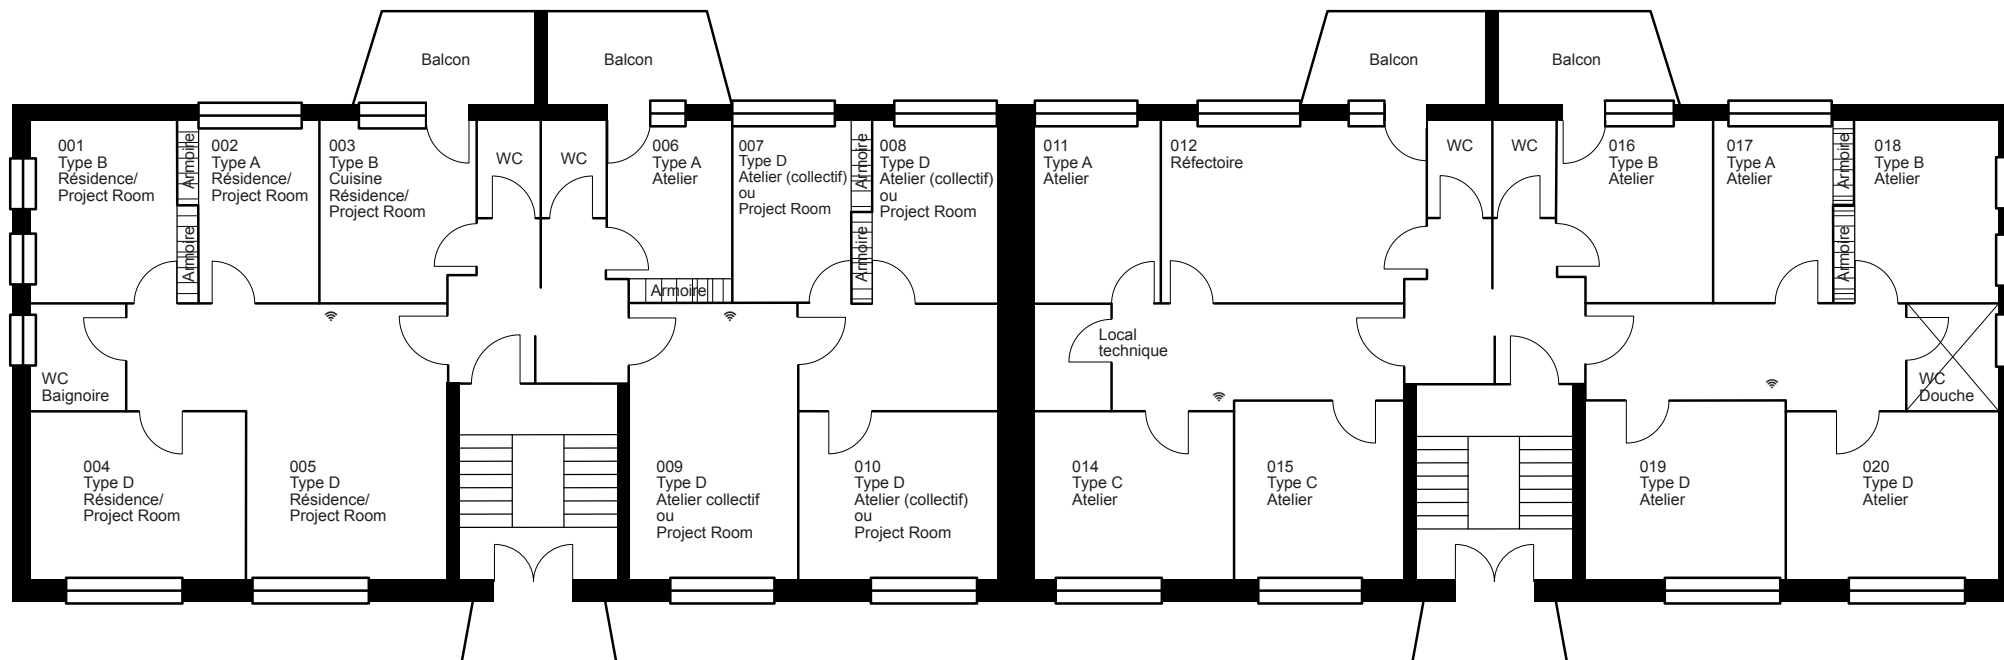 Balcon
Balcon
Balcon
Balcon
001
Type B
Résidence/
Project Room
Armoire
Armoire
002
Type A
Résidence/
Project Room
003
Type B
Cuisine
Résidence/
Project Room
WC
WC
006
Type A
Atelier
Armoire
007
Type D
Atelier (collectif)
ou
Project Room
Armoire
Armoire
008
Type D
Atelier (collectif)
ou
Project Room
011
Type A
Atelier
012
Réfectoire
WC
WC
016
Type B
Atelier
017
Type A
Atelier
Armoire
Armoire
018
Type B
Atelier
WC
Baignoire
Local
technique
WC
Douche
004
Type D
Résidence/
Project Room
005
Type D
Résidence/
Project Room
009
Type D
Atelier collectif
ou
Project Room
010
Type D
Atelier (collectif)
ou
Project Room
014
Type C
Atelier
015
Type C
Atelier
019
Type D
Atelier
020
Type D
Atelier